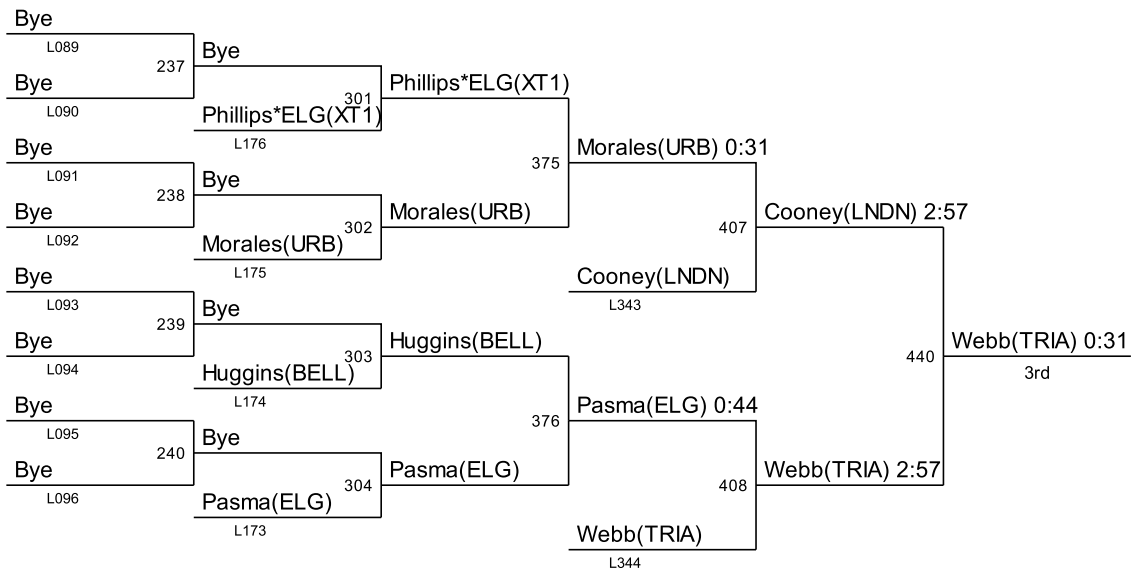 Bye
L089
237
Bye
Bye
L090
301
Phillips*ELG(XT1)
Phillips*ELG(XT1)
L176
375
Morales(URB) 0:31
Bye
L091
238
Bye
Bye
L092
302
Morales(URB)
Morales(URB)
L175
407
Cooney(LNDN) 2:57
Cooney(LNDN)
L343
Bye
L093
239
Bye
Bye
L094
303
Huggins(BELL)
Huggins(BELL)
L174
440
Webb(TRIA) 0:31
3rd
376
Pasma(ELG) 0:44
Bye
L095
240
Bye
Bye
L096
304
Pasma(ELG)
Pasma(ELG)
L173
408
Webb(TRIA) 2:57
Webb(TRIA)
L344